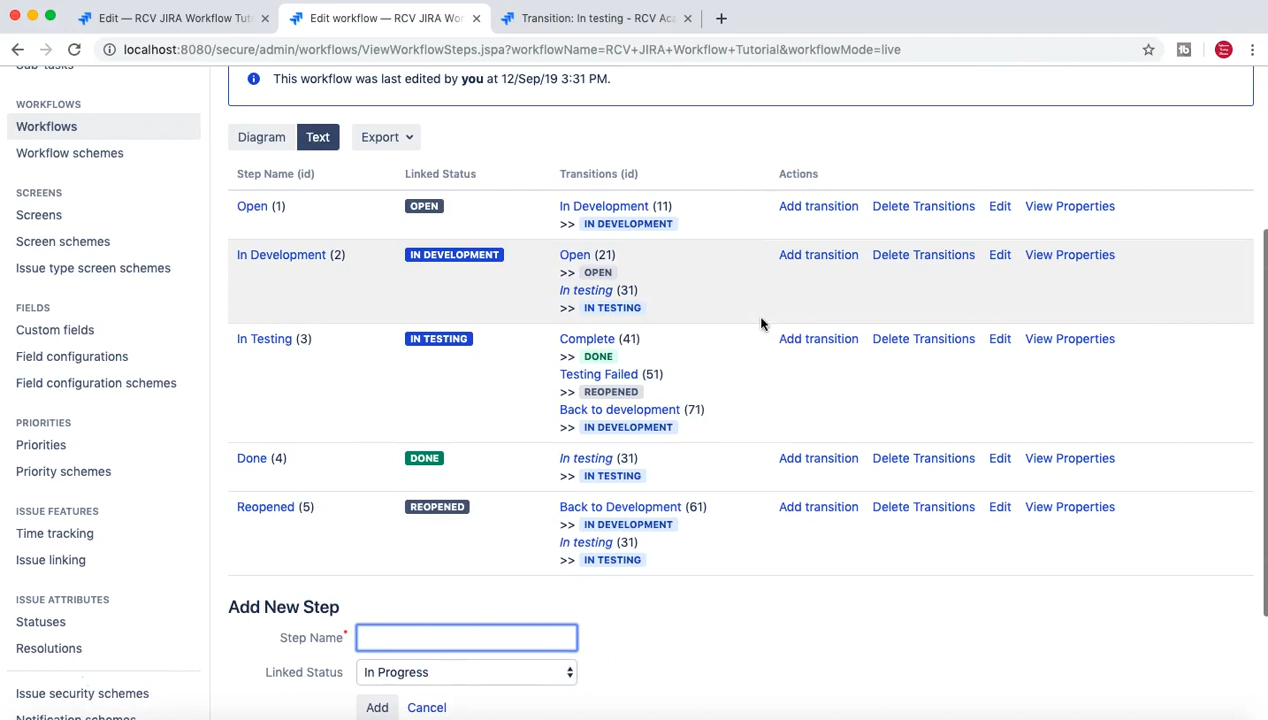 Edit — RCV JIRA Workflow Tut
Edit workflow — RCV JIRA Wo
Transition: In testing - RCV Aca
localhost:8080/secure/admin/workflows/ViewWorkflowSteps.jspa?workflowName=RCV+JIRA+Workflow+Tutorial&workflowMode=live
Sub-tasks
WORKFLOWS
Workflows
Workflow schemes
SCREENS
Screens
Screen schemes
Issue type screen schemes
FIELDS
Custom fields
Field configurations
Field configuration schemes
PRIORITIES
Priorities
Priority schemes
ISSUE FEATURES
Time tracking
Issue linking
ISSUE ATTRIBUTES
Statuses
Resolutions
Issue security schemes
Notification schemes
This workflow was last edited by you at 12/Sep/19 3:31 PM.
Diagram Text Export
Step Name (id) Linked Status Transitions (id) Actions
Open (1) OPEN In Development (11) Add transition Delete Transitions Edit View Properties
>> IN DEVELOPMENT
In Development (2) IN DEVELOPMENT Open (21) Add transition Delete Transitions Edit View Properties
>> OPEN
In testing (31)
>> IN TESTING
In Testing (3) IN TESTING Complete (41) Add transition Delete Transitions Edit View Properties
>> DONE
Testing Failed (51)
>> REOPENED
Back to development (71)
>> IN DEVELOPMENT
Done (4) DONE In testing (31) Add transition Delete Transitions Edit View Properties
>> IN TESTING
Reopened (5) REOPENED Back to Development (61) Add transition Delete Transitions Edit View Properties
>> IN DEVELOPMENT
In testing (31)
>> IN TESTING
Add New Step
Step Name*
Linked Status In Progress
Add Cancel